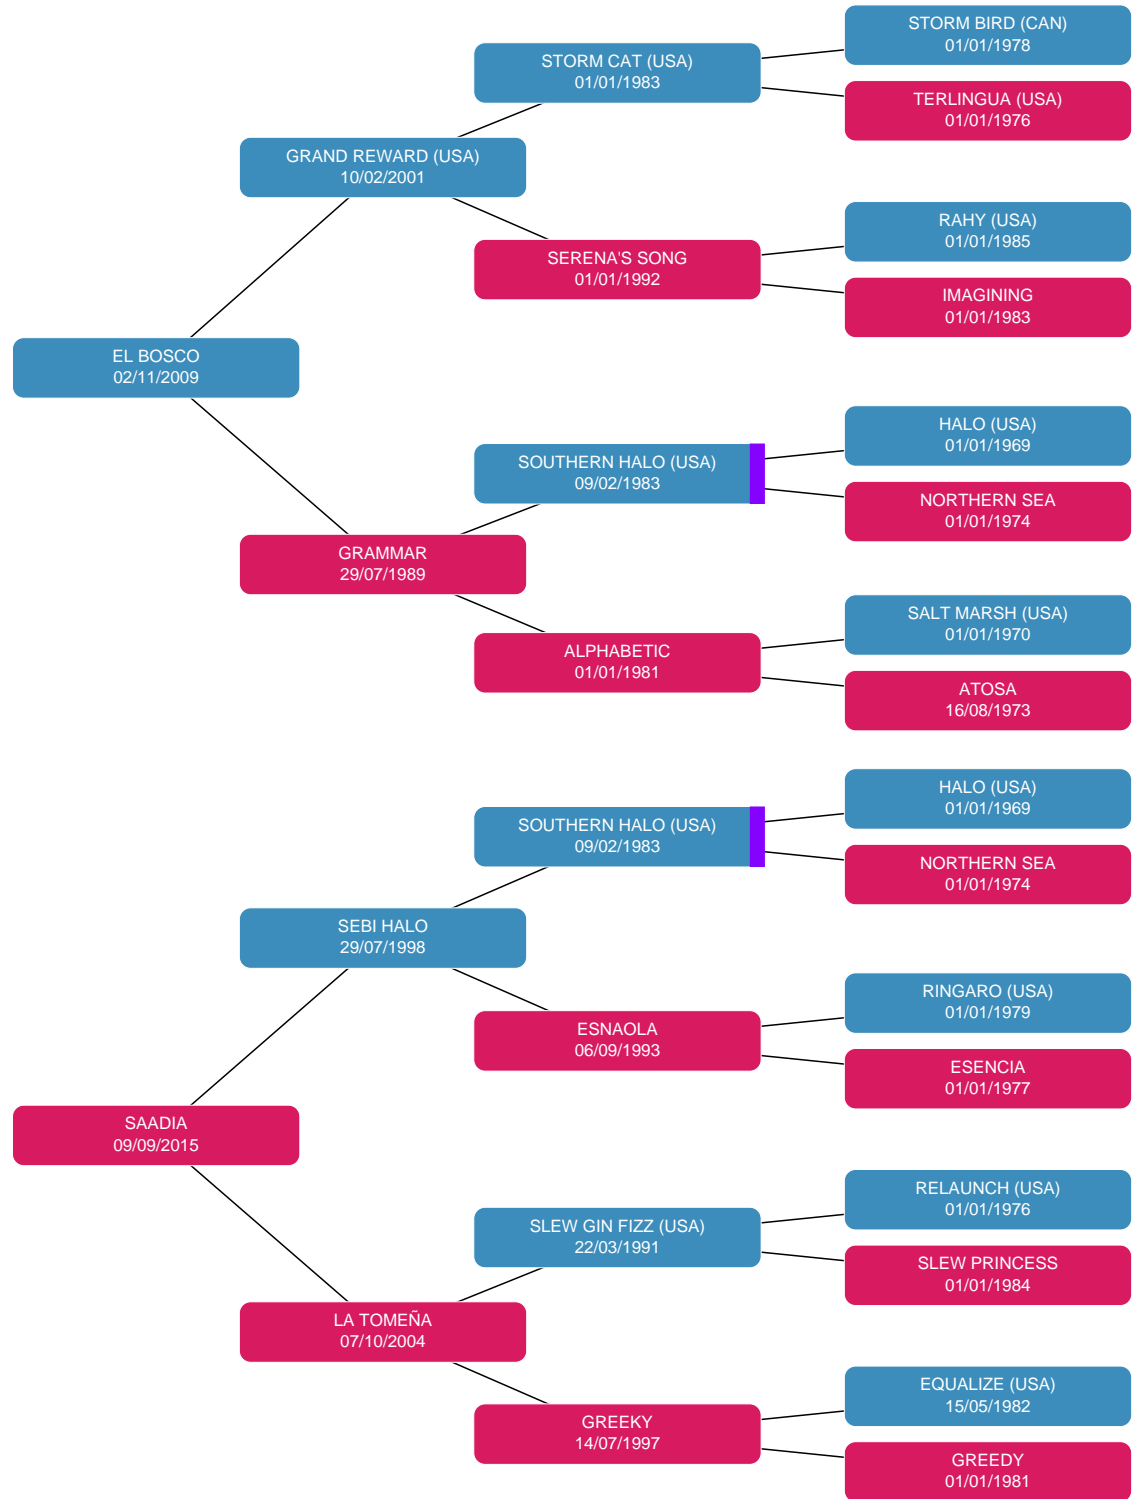 STORM BIRD (CAN)
01/01/1978
STORM CAT (USA)
01/01/1983
TERLINGUA (USA)
01/01/1976
GRAND REWARD (USA)
10/02/2001
RAHY (USA)
01/01/1985
SERENA'S SONG
01/01/1992
IMAGINING
01/01/1983
EL BOSCO
02/11/2009
HALO (USA)
01/01/1969
SOUTHERN HALO (USA)
09/02/1983
NORTHERN SEA
01/01/1974
GRAMMAR
29/07/1989
SALT MARSH (USA)
01/01/1970
ALPHABETIC
01/01/1981
ATOSA
16/08/1973
HALO (USA)
01/01/1969
SOUTHERN HALO (USA)
09/02/1983
NORTHERN SEA
01/01/1974
SEBI HALO
29/07/1998
RINGARO (USA)
01/01/1979
ESNAOLA
06/09/1993
ESENCIA
01/01/1977
SAADIA
09/09/2015
RELAUNCH (USA)
01/01/1976
SLEW GIN FIZZ (USA)
22/03/1991
SLEW PRINCESS
01/01/1984
LA TOMEÑA
07/10/2004
EQUALIZE (USA)
15/05/1982
GREEKY
14/07/1997
GREEDY
01/01/1981